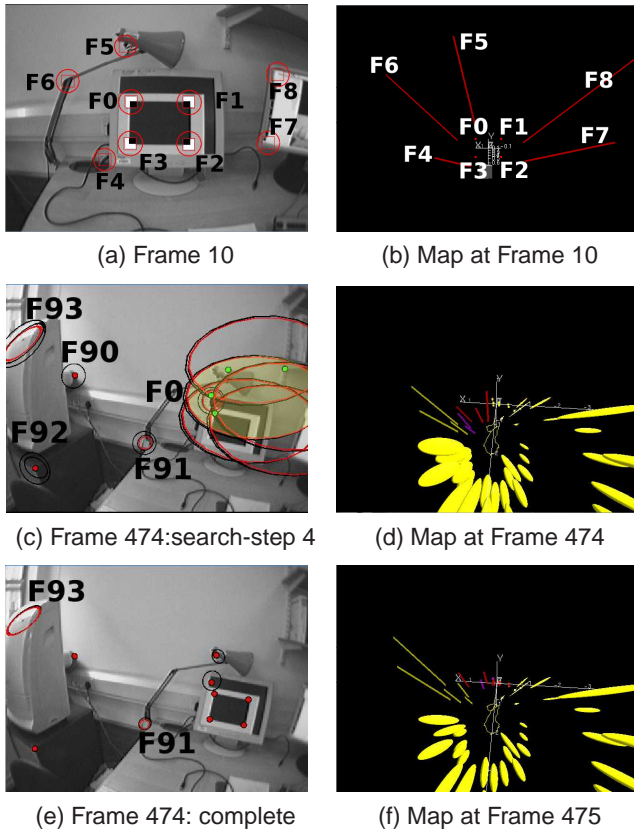 F5
F6
F0 F1
F8
F7
F3 F2
F4
(a) Frame 10
F5
F6
F8
F0 F1
F7
F4
F3 F2
X Y
(b) Map at Frame 10
F93
F90
F0
F92
F91
(c) Frame 474:search-step 4
Y
X
(d) Map at Frame 474
F93
F91
(e) Frame 474: complete
Y
X
(f) Map at Frame 475